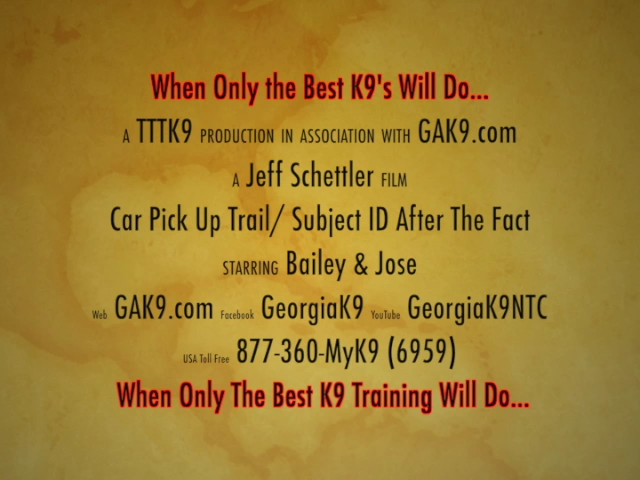 When Only the Best K9's Will Do...
A TTTK9 PRODUCTION IN ASSOCIATION WITH GAK9.com
A Jeff Schettler FILM
Car Pick Up Trail/ Subject ID After The Fact
STARRING Bailey & Jose
Web GAK9.com Facebook GeorgiaK9 YouTube GeorgiaK9NTC
USA Toll Free 877-360-MyK9 (6959)
When Only The Best K9 Training Will Do...